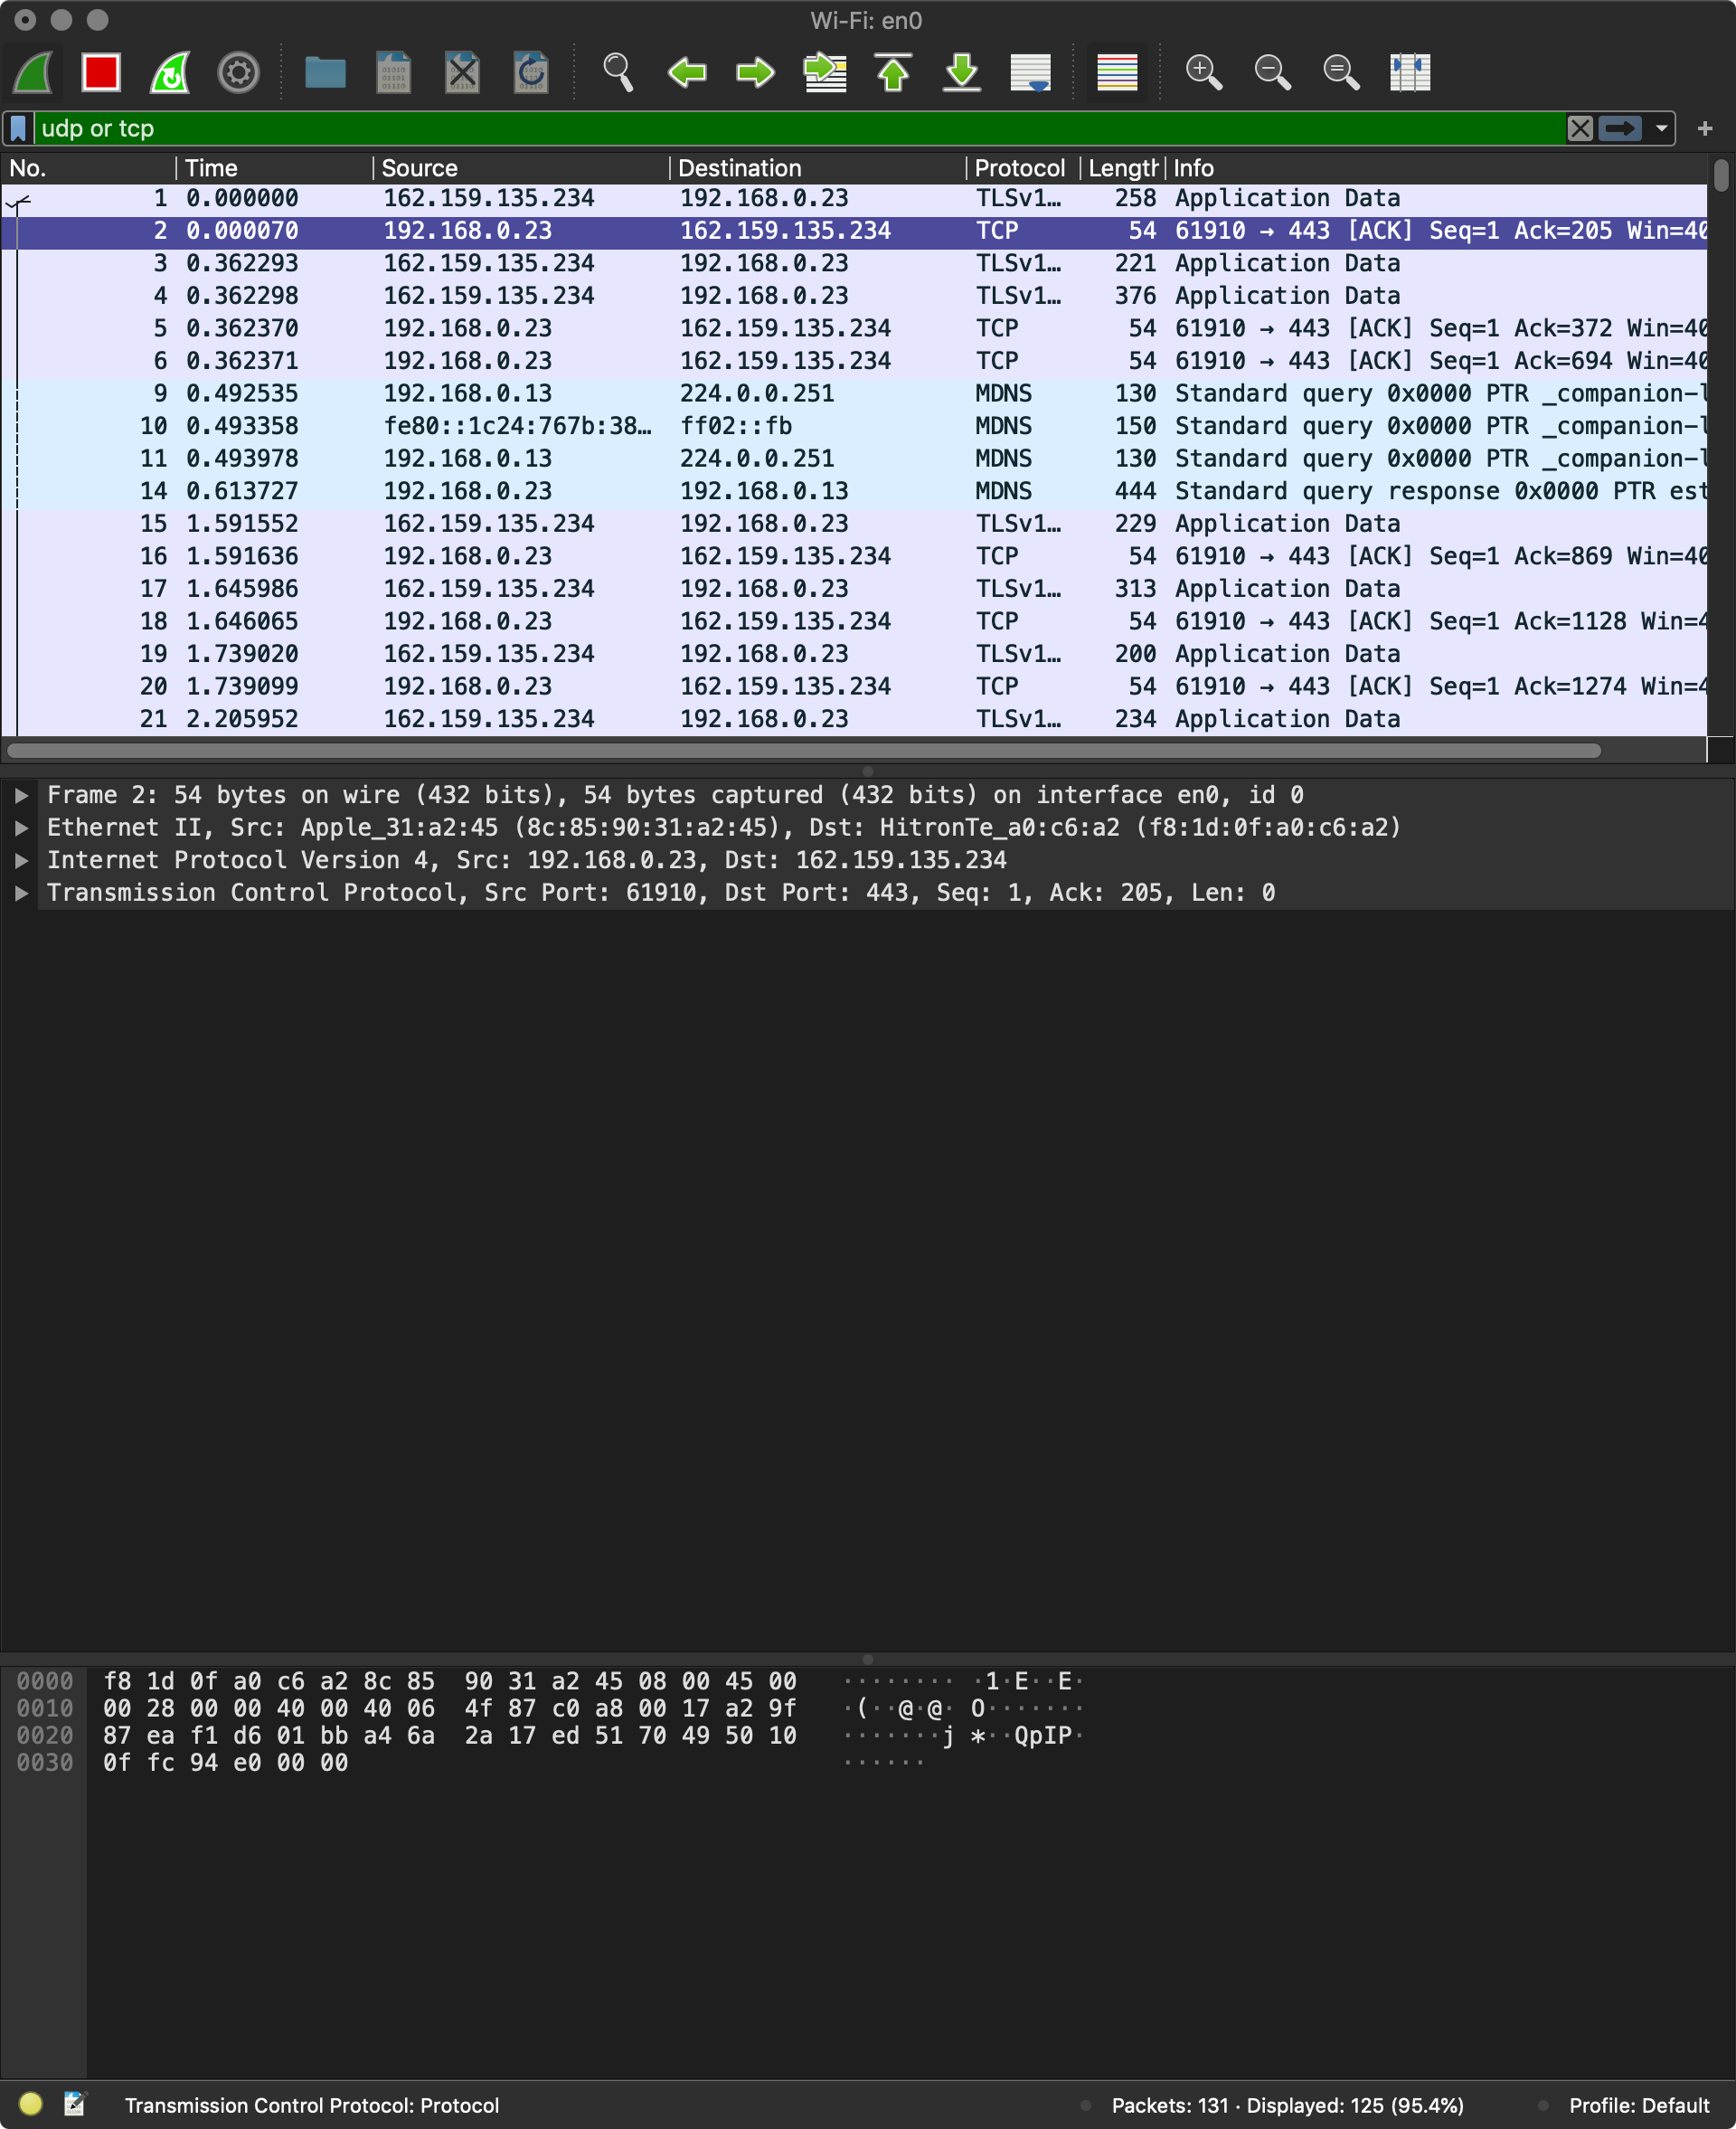 Wi-Fi: en0
udp or tcp
No. Time Source Destination Protocol Length Info
1 0.000000 162.159.135.234 192.168.0.23 TLSv1… 258 Application Data
2 0.000070 192.168.0.23 162.159.135.234 TCP 54 61910 → 443 [ACK] Seq=1 Ack=205 Win=40
3 0.362293 162.159.135.234 192.168.0.23 TLSv1… 221 Application Data
4 0.362298 162.159.135.234 192.168.0.23 TLSv1… 376 Application Data
5 0.362370 192.168.0.23 162.159.135.234 TCP 54 61910 → 443 [ACK] Seq=1 Ack=372 Win=40
6 0.362371 192.168.0.23 162.159.135.234 TCP 54 61910 → 443 [ACK] Seq=1 Ack=694 Win=40
9 0.492535 192.168.0.13 224.0.0.251 MDNS 130 Standard query 0x0000 PTR _companion-l
10 0.493358 fe80::1c24:767b:38… ff02::fb MDNS 150 Standard query 0x0000 PTR _companion-l
11 0.493978 192.168.0.13 224.0.0.251 MDNS 130 Standard query 0x0000 PTR _companion-l
14 0.613727 192.168.0.23 192.168.0.13 MDNS 444 Standard query response 0x0000 PTR est
15 1.591552 162.159.135.234 192.168.0.23 TLSv1… 229 Application Data
16 1.591636 192.168.0.23 162.159.135.234 TCP 54 61910 → 443 [ACK] Seq=1 Ack=869 Win=40
17 1.645986 162.159.135.234 192.168.0.23 TLSv1… 313 Application Data
18 1.646065 192.168.0.23 162.159.135.234 TCP 54 61910 → 443 [ACK] Seq=1 Ack=1128 Win=4
19 1.739020 162.159.135.234 192.168.0.23 TLSv1… 200 Application Data
20 1.739099 192.168.0.23 162.159.135.234 TCP 54 61910 → 443 [ACK] Seq=1 Ack=1274 Win=4
21 2.205952 162.159.135.234 192.168.0.23 TLSv1… 234 Application Data
Frame 2: 54 bytes on wire (432 bits), 54 bytes captured (432 bits) on interface en0, id 0
Ethernet II, Src: Apple_31:a2:45 (8c:85:90:31:a2:45), Dst: HitronTe_a0:c6:a2 (f8:1d:0f:a0:c6:a2)
Internet Protocol Version 4, Src: 192.168.0.23, Dst: 162.159.135.234
Transmission Control Protocol, Src Port: 61910, Dst Port: 443, Seq: 1, Ack: 205, Len: 0
0000 f8 1d 0f a0 c6 a2 8c 85 90 31 a2 45 08 00 45 00 ········ ·1·E··E·
0010 00 28 00 00 40 00 40 06 4f 87 c0 a8 00 17 a2 9f ·(··@·@· O·······
0020 87 ea f1 d6 01 bb a4 6a 2a 17 ed 51 70 49 50 10 ·······j *··QpIP·
0030 0f fc 94 e0 00 00 ······
Transmission Control Protocol: Protocol Packets: 131 · Displayed: 125 (95.4%) Profile: Default